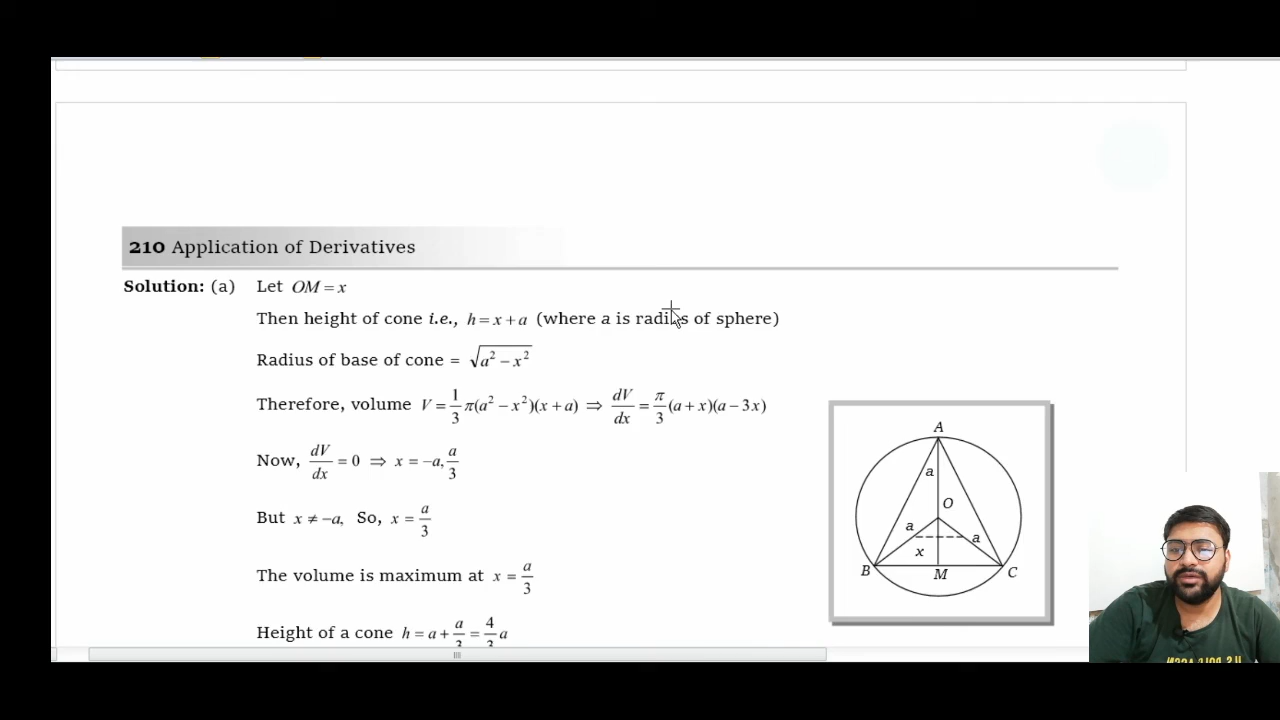 210 Application of Derivatives
Solution: (a) Let OM = x
Then height of cone i.e., h = x + a (where a is radius of sphere)
Radius of base of cone = √(a² − x²)
Therefore, volume V = 1/3 π(a² − x²)(x + a) ⇒ dV/dx = π/3 (a + x)(a − 3x)
Now, dV/dx = 0 ⇒ x = −a, a/3
But x ≠ −a, So, x = a/3
The volume is maximum at x = a/3
Height of a cone h = a + a/3 = 4/3 a
A
a
O
a
a
x
B M C